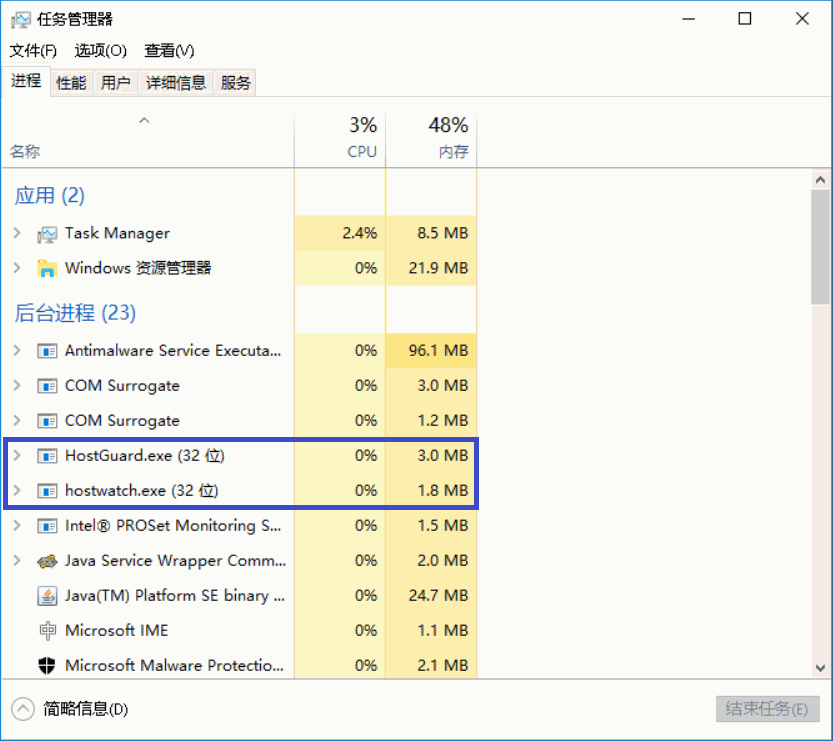 任务管理器
文件(F) 选项(O) 查看(V)
进程 性能 用户 详细信息 服务
3% 48%
名称 CPU 内存
应用 (2)
Task Manager 2.4% 8.5 MB
Windows 资源管理器 0% 21.9 MB
后台进程 (23)
Antimalware Service Executa... 0% 96.1 MB
COM Surrogate 0% 3.0 MB
COM Surrogate 0% 1.2 MB
HostGuard.exe (32 位) 0% 3.0 MB
hostwatch.exe (32 位) 0% 1.8 MB
Intel® PROSet Monitoring S... 0% 1.5 MB
Java Service Wrapper Comm... 0% 2.0 MB
Java(TM) Platform SE binary ... 0% 24.7 MB
Microsoft IME 0% 1.1 MB
Microsoft Malware Protectio... 0% 2.1 MB
简略信息(D) 结束任务(E)